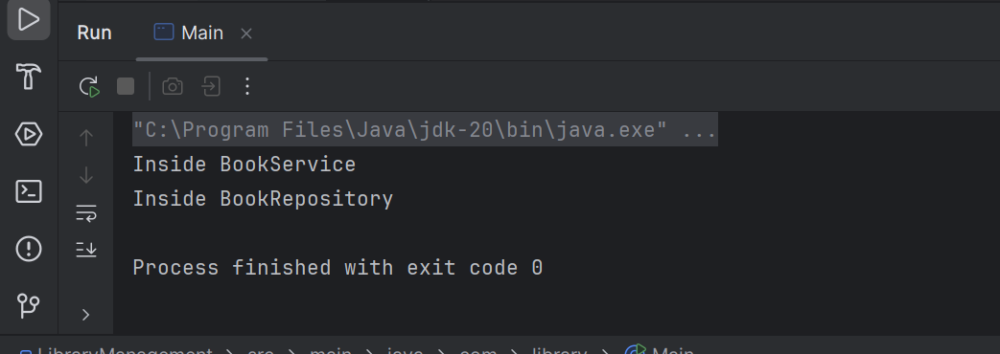 Run Main
"C:\Program Files\Java\jdk-20\bin\java.exe" ...
Inside BookService
Inside BookRepository
Process finished with exit code 0
LibraryManagement > src > main > java > com > library > Main